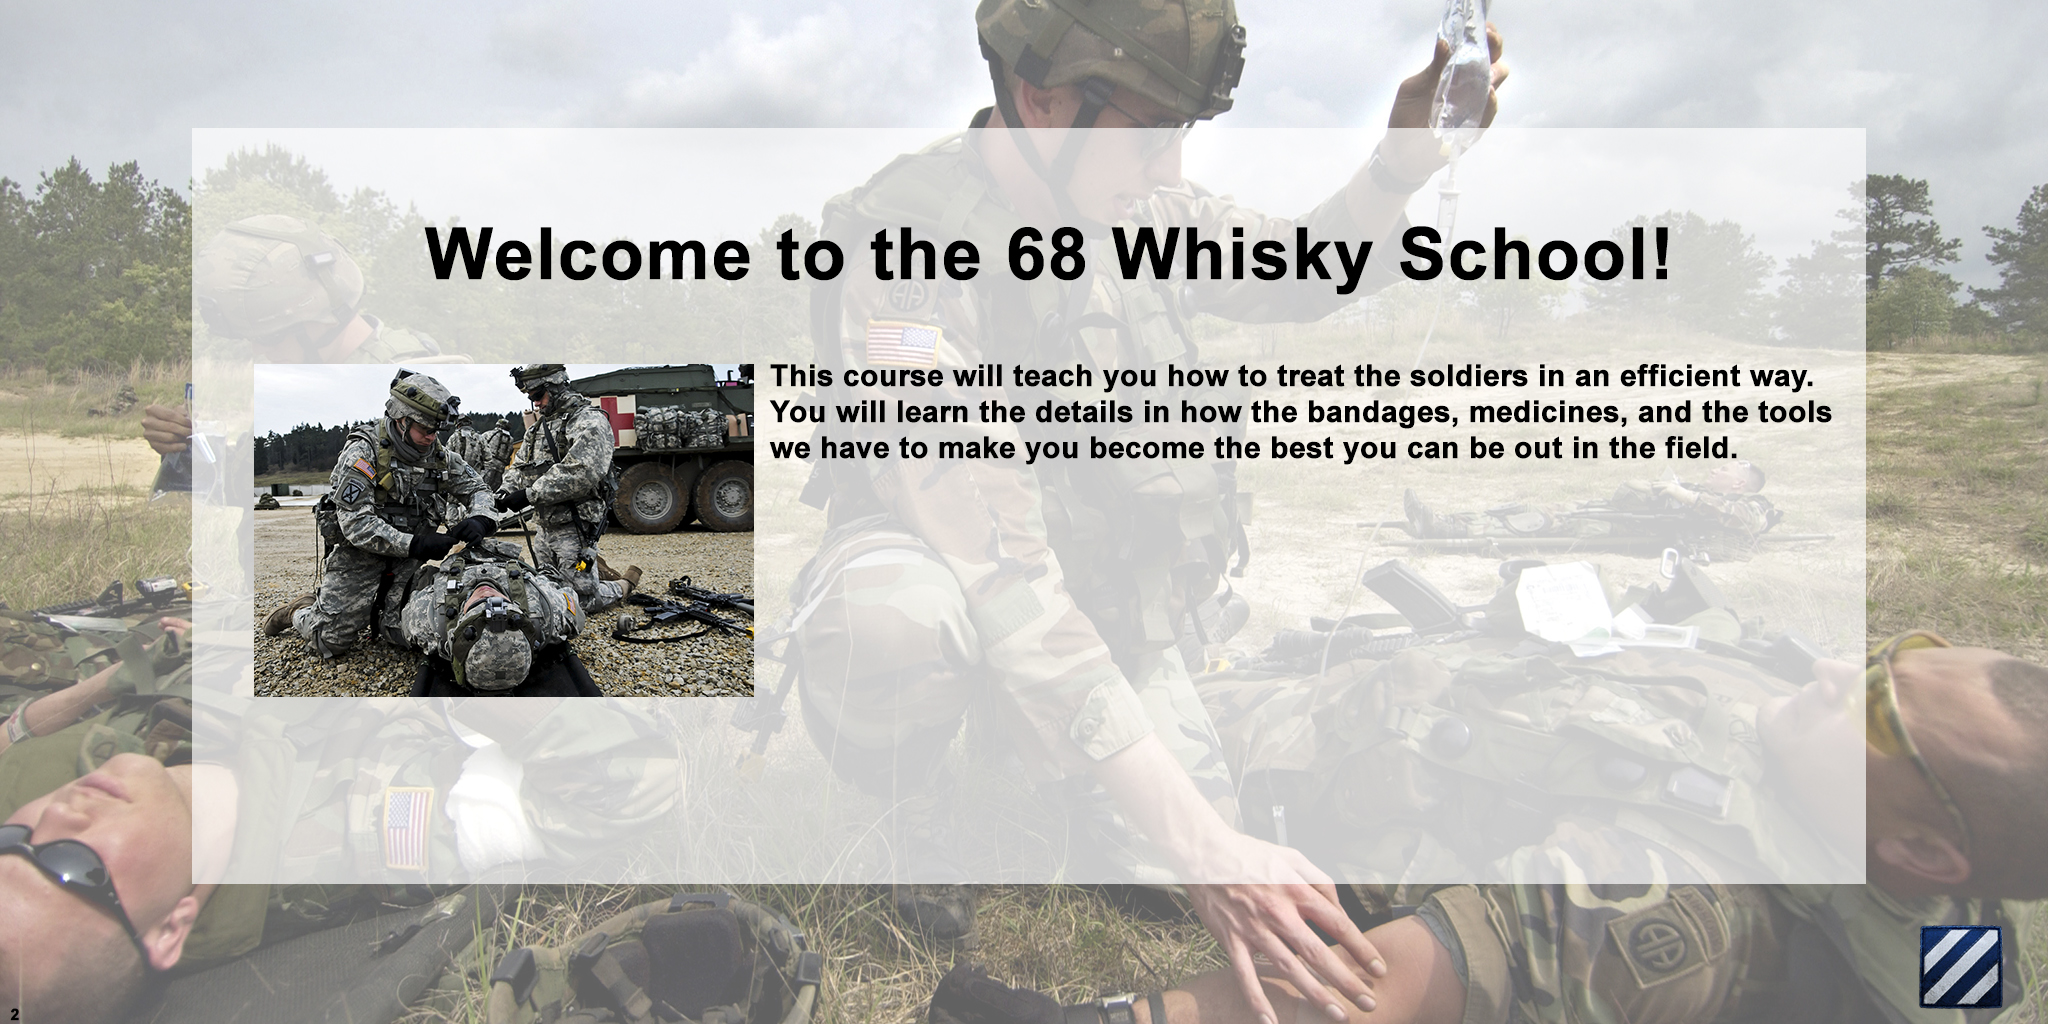 Welcome to the 68 Whisky School!
This course will teach you how to treat the soldiers in an efficient way.
You will learn the details in how the bandages, medicines, and the tools
we have to make you become the best you can be out in the field.
2